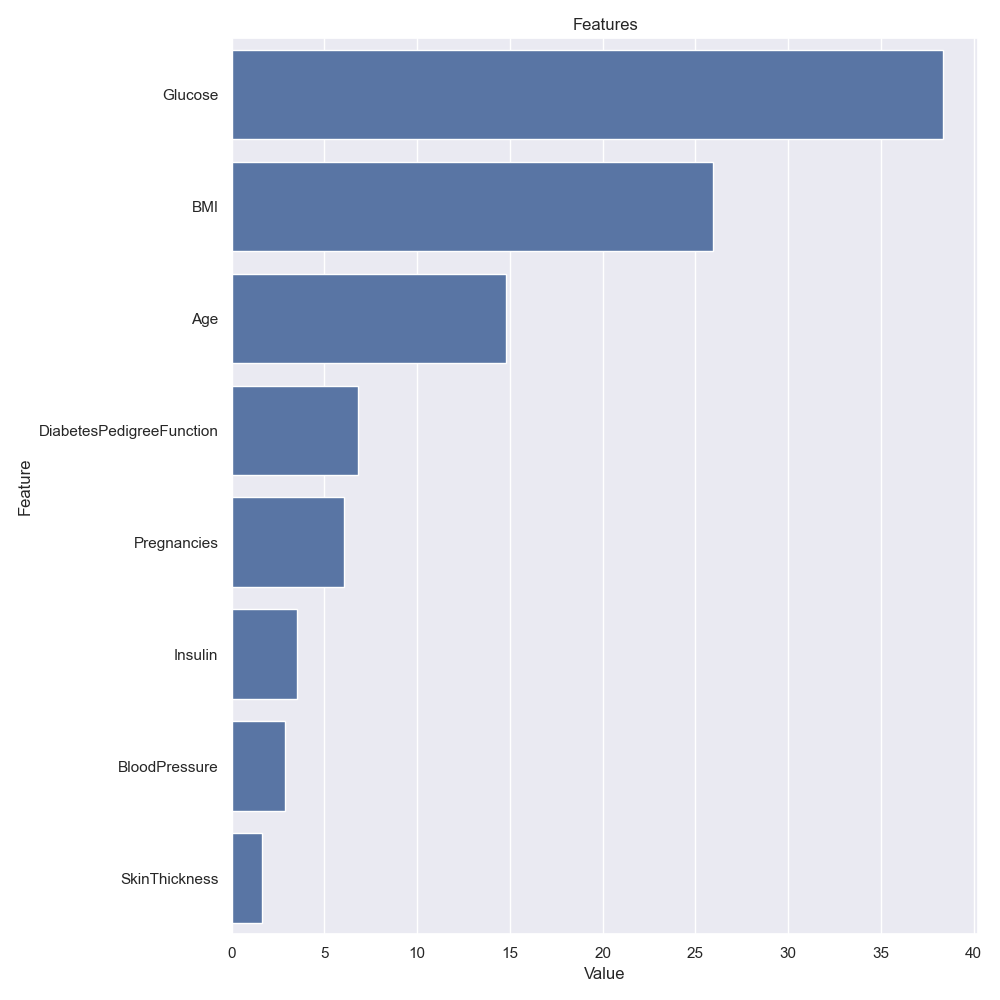 Features
Glucose
BMI
Age
DiabetesPedigreeFunction
Pregnancies
Insulin
BloodPressure
SkinThickness
Feature
0 5 10 15 20 25 30 35 40
Value